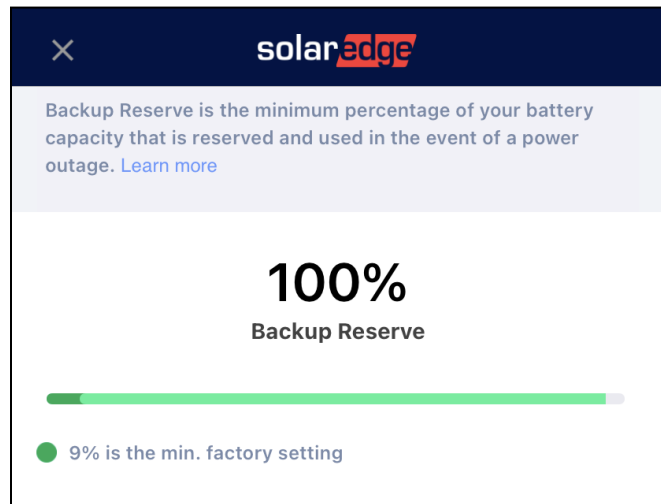 solaredge
Backup Reserve is the minimum percentage of your battery
capacity that is reserved and used in the event of a power
outage. Learn more
100%
Backup Reserve
9% is the min. factory setting